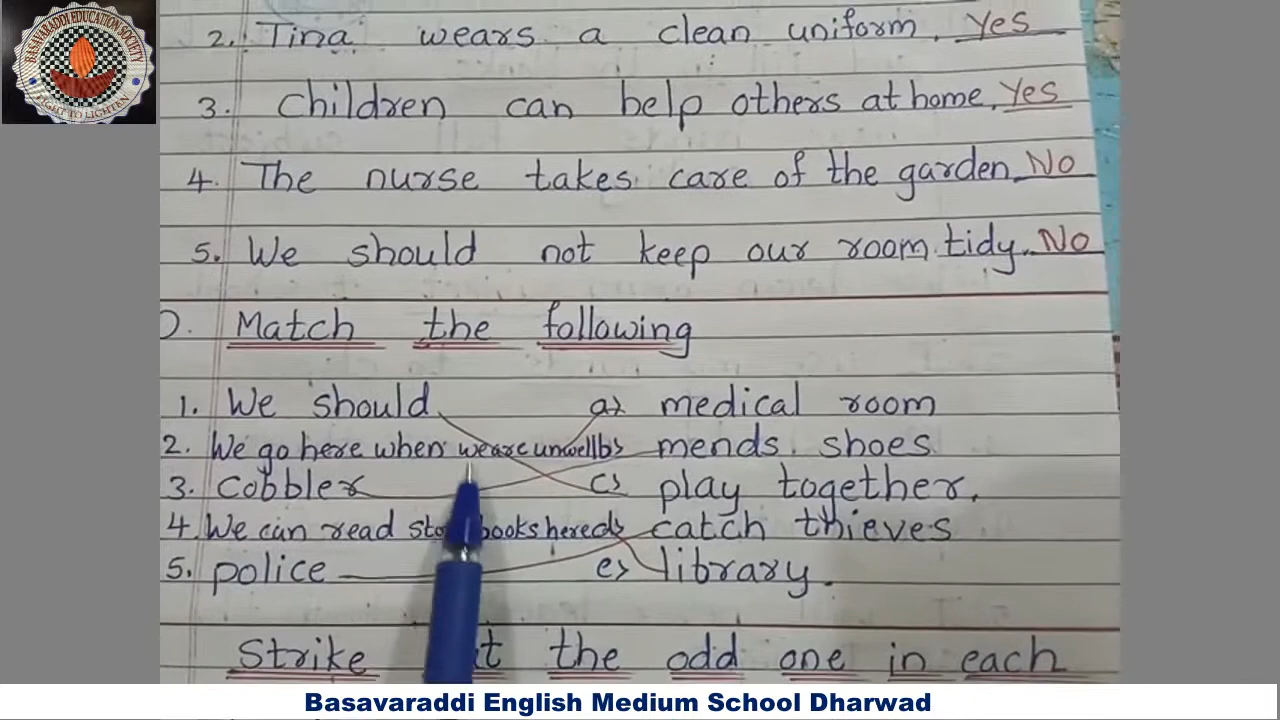 BASAVARADDI EDUCATION SOCIETY
2. Tina wears a clean uniform. Yes
3. Children can help others at home. Yes
4. The nurse takes care of the garden. No
5. We should not keep our room tidy. No
Match the following
1. We should a) medical room
2. We go here when we are unwell b) mends shoes
3. Cobbler c) play together.
4. We can read books here d) catch thieves
5. police e) library.
Strike the odd one in each
Basavaraddi English Medium School Dharwad